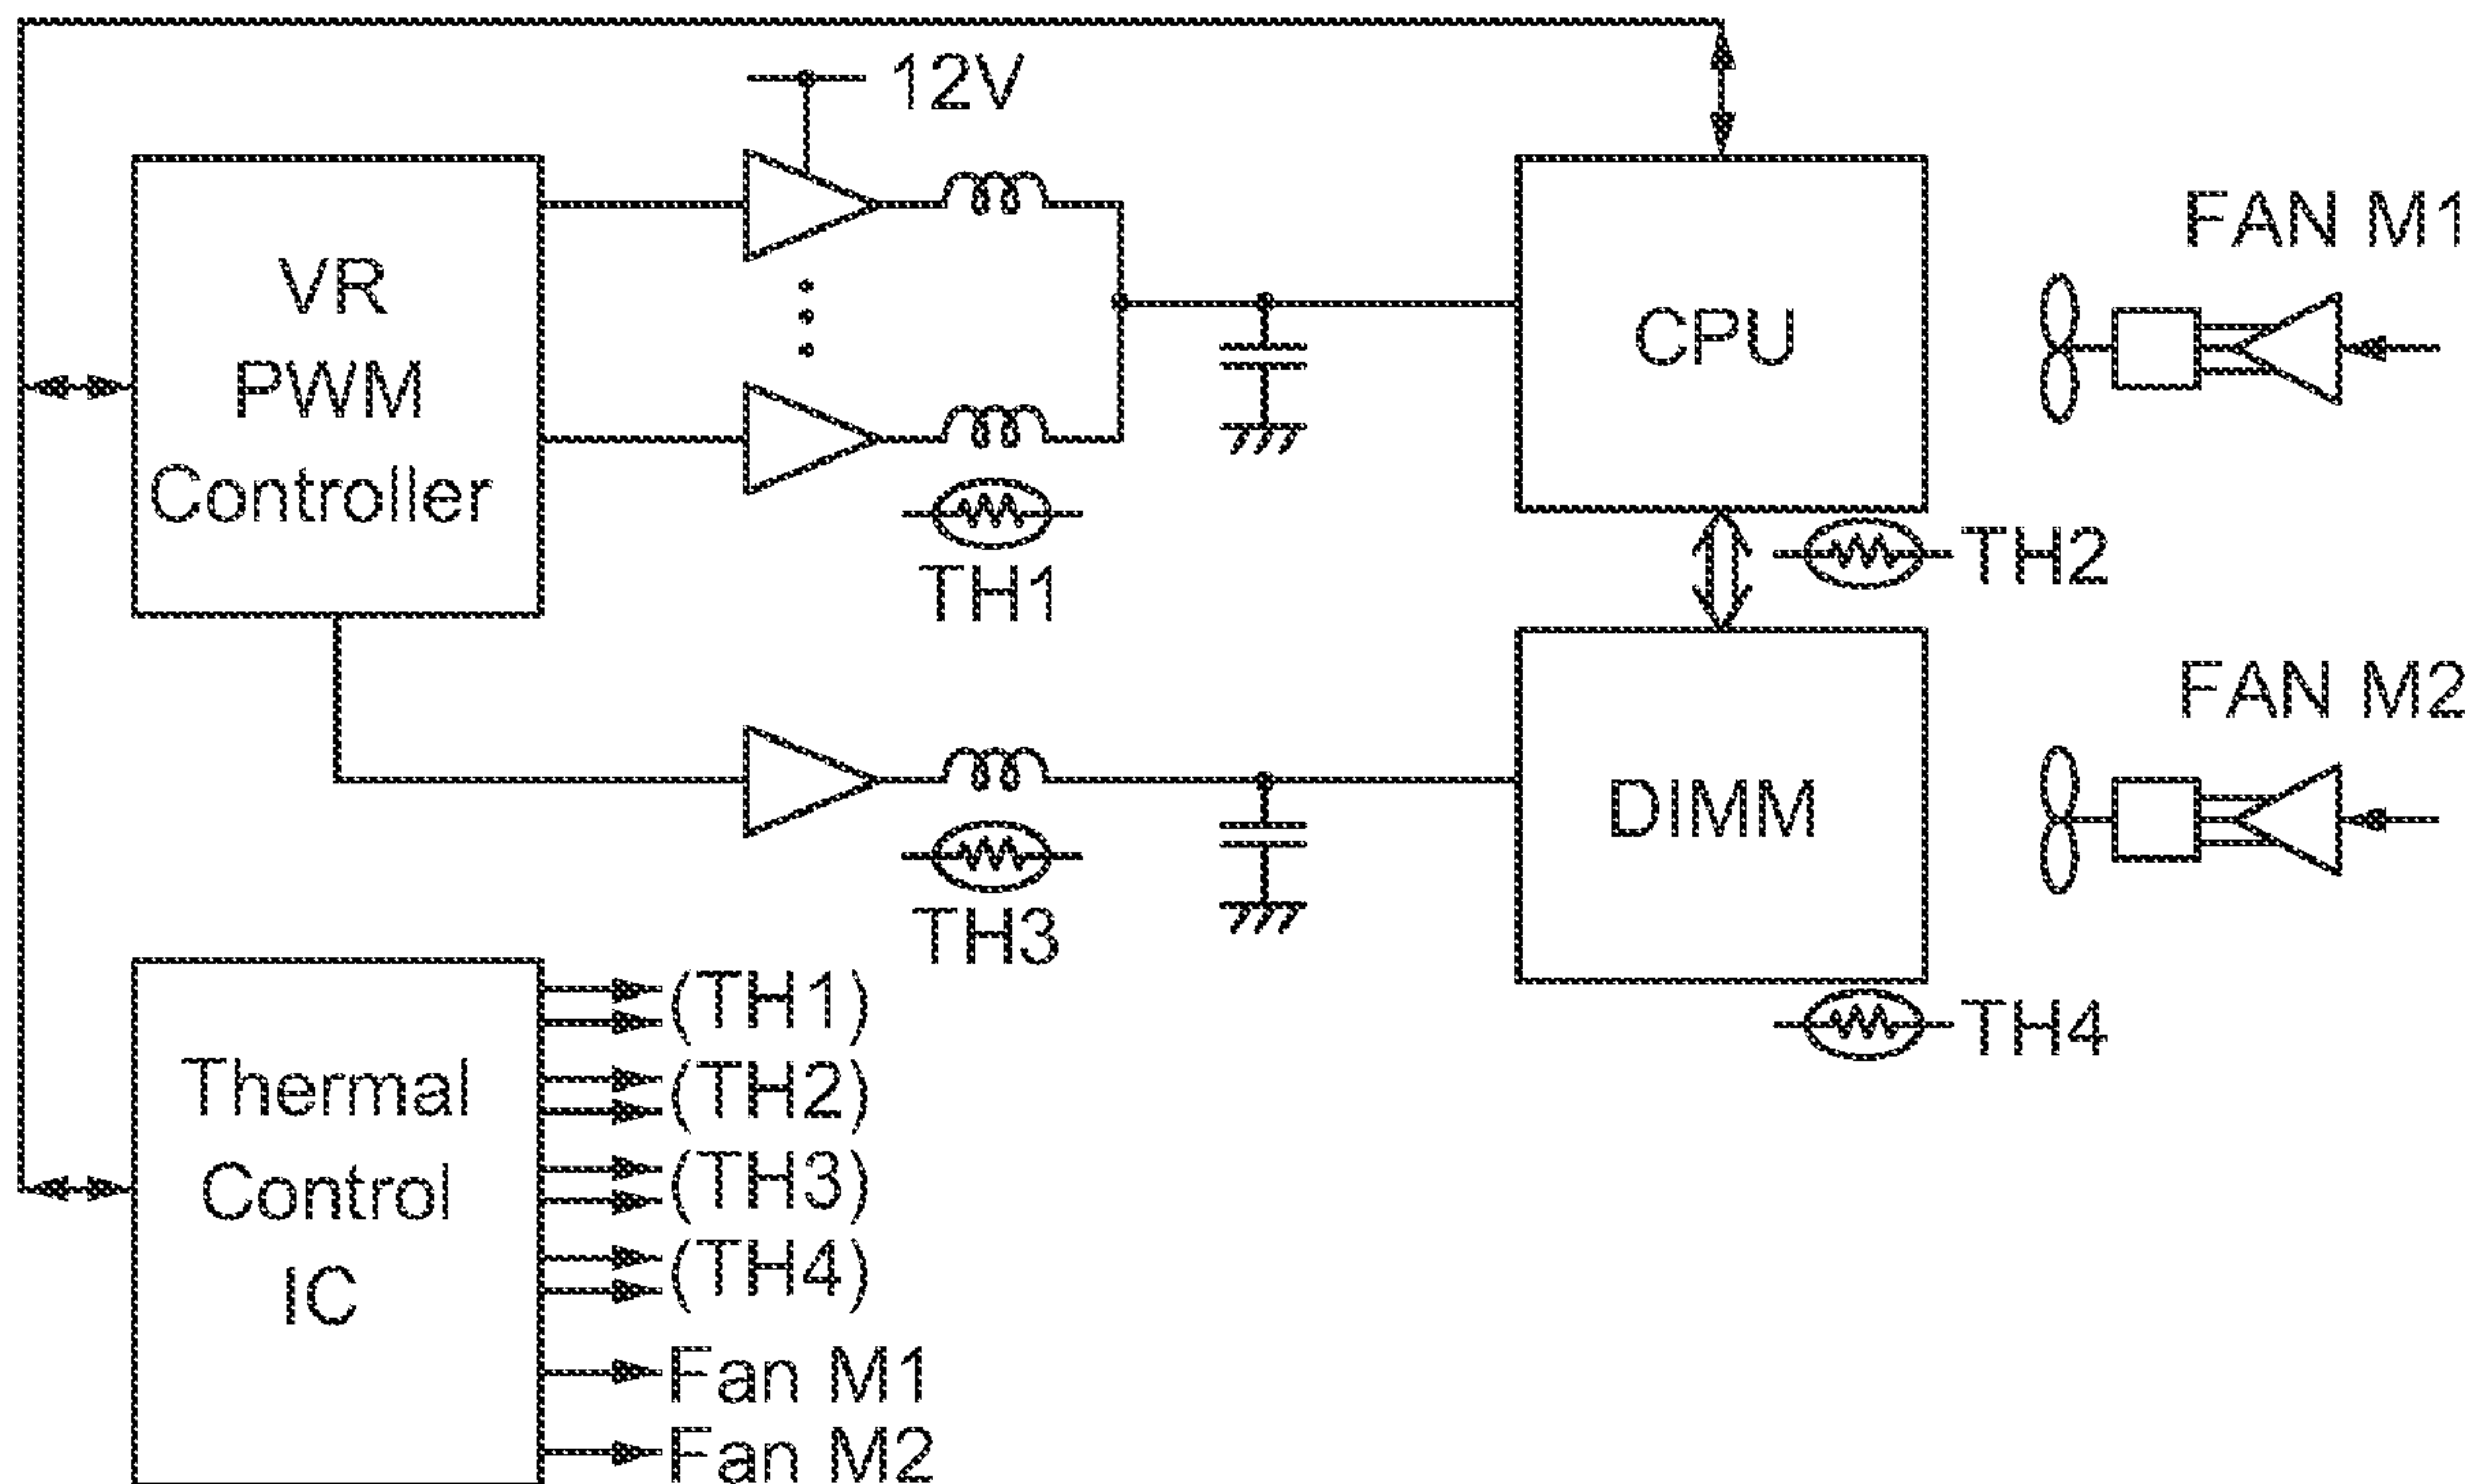 12V
VR
PWM
Controller
CPU
FAN M1
TH1
TH2
DIMM
FAN M2
TH3
TH4
Thermal
Control
IC
(TH1)
(TH2)
(TH3)
(TH4)
Fan M1
Fan M2